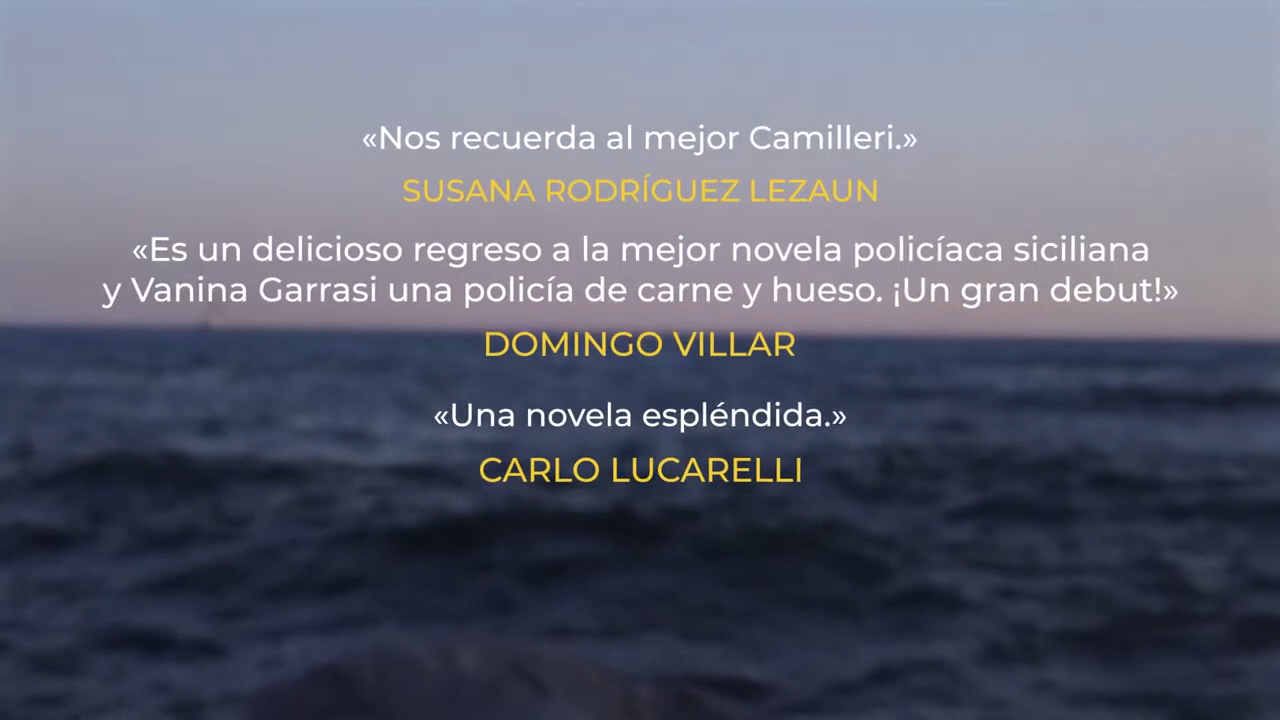 «Nos recuerda al mejor Camilleri.»
SUSANA RODRÍGUEZ LEZAUN
«Es un delicioso regreso a la mejor novela policíaca siciliana
y Vanina Garrasi una policía de carne y hueso. ¡Un gran debut!»
DOMINGO VILLAR
«Una novela espléndida.»
CARLO LUCARELLI